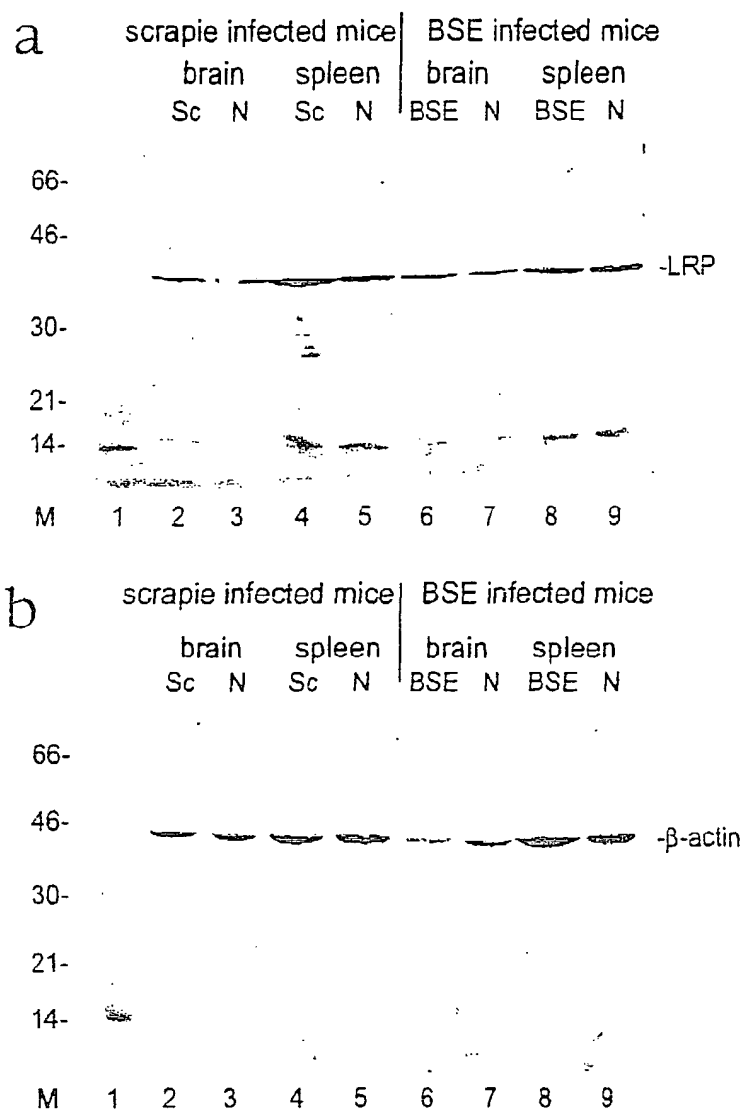 a
scrapie infected mice BSE infected mice
brain spleen brain spleen
Sc N Sc N BSE N BSE N
66-
46-
-LRP
30-
21-
14-
M 1 2 3 4 5 6 7 8 9
b
scrapie infected mice BSE infected mice
brain spleen brain spleen
Sc N Sc N BSE N BSE N
66-
46-
-β-actin
30-
21-
14-
M 1 2 3 4 5 6 7 8 9